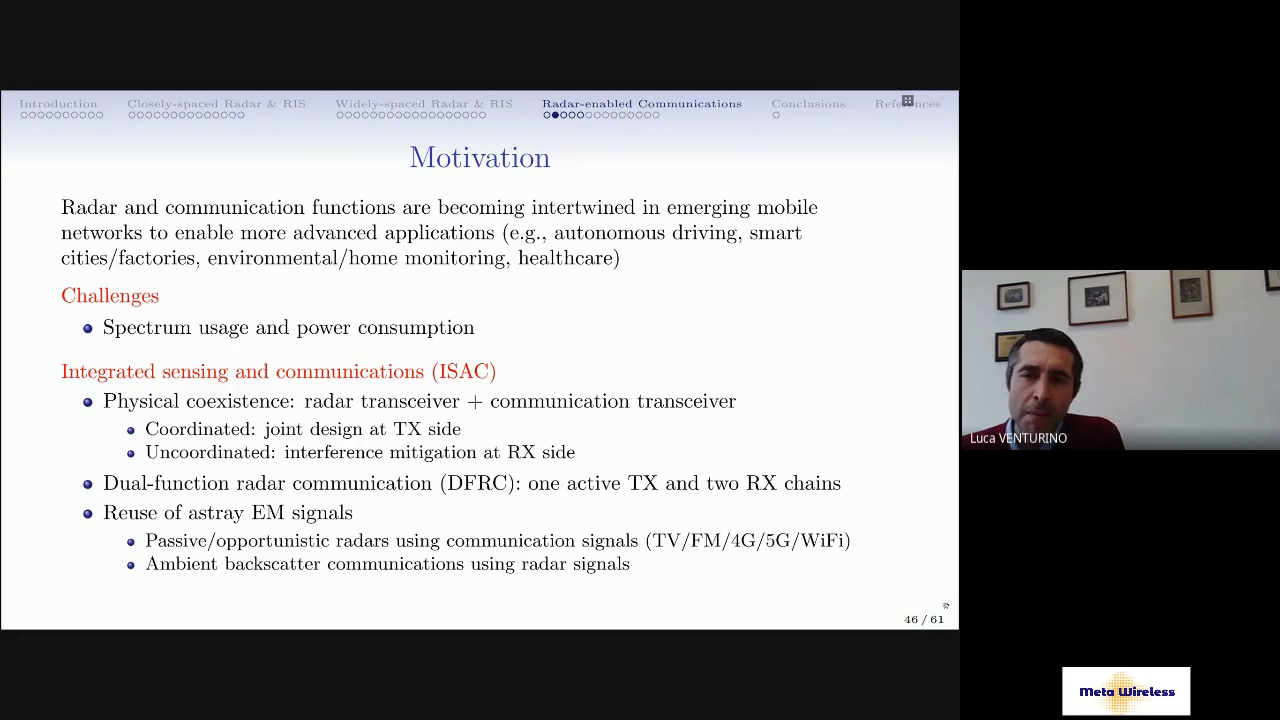 Introduction Closely-spaced Radar & RIS Widely-spaced Radar & RIS Radar-enabled Communications Conclusions
Motivation
Radar and communication functions are becoming intertwined in emerging mobile
networks to enable more advanced applications (e.g., autonomous driving, smart
cities/factories, environmental/home monitoring, healthcare)
Challenges
Spectrum usage and power consumption
Integrated sensing and communications (ISAC)
Physical coexistence: radar transceiver + communication transceiver
Coordinated: joint design at TX side
Uncoordinated: interference mitigation at RX side
Dual-function radar communication (DFRC): one active TX and two RX chains
Reuse of astray EM signals
Passive/opportunistic radars using communication signals (TV/FM/4G/5G/WiFi)
Ambient backscatter communications using radar signals
46 / 61
Luca VENTURINO
Meta Wireless